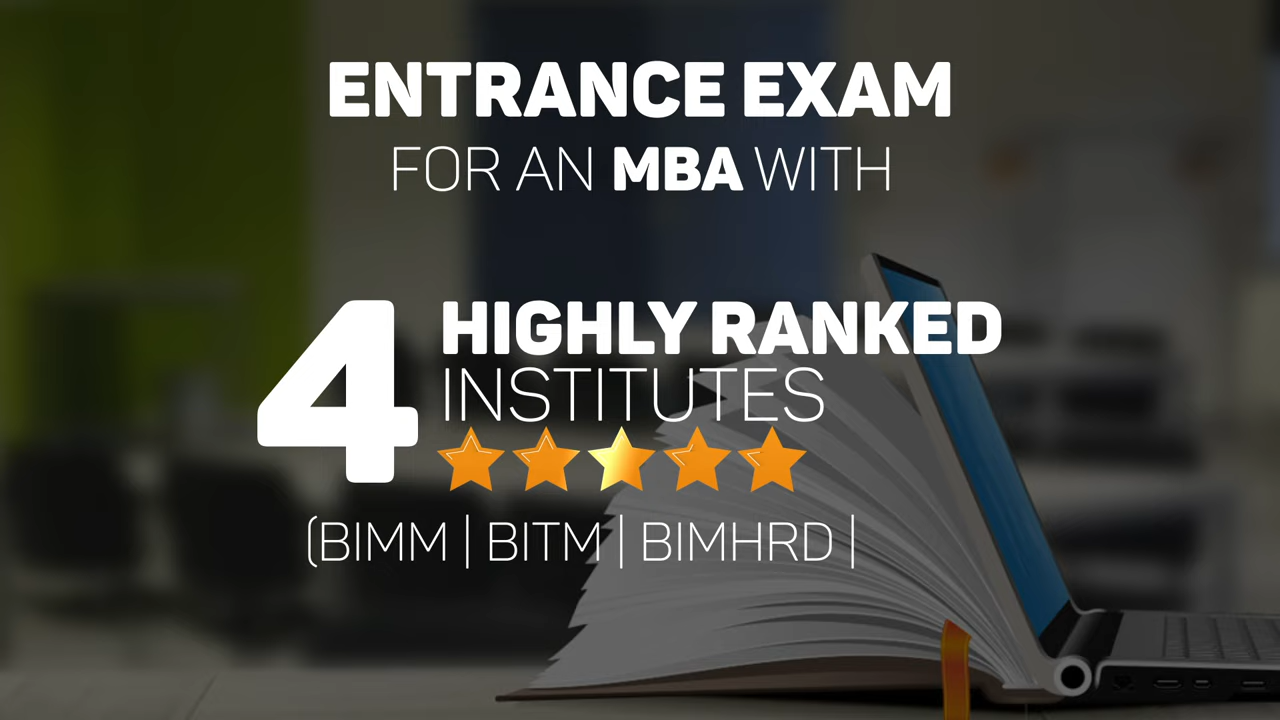 ENTRANCE EXAM
FOR AN MBA WITH
4 HIGHLY RANKED
INSTITUTES
(BIMM | BITM | BIMHRD |